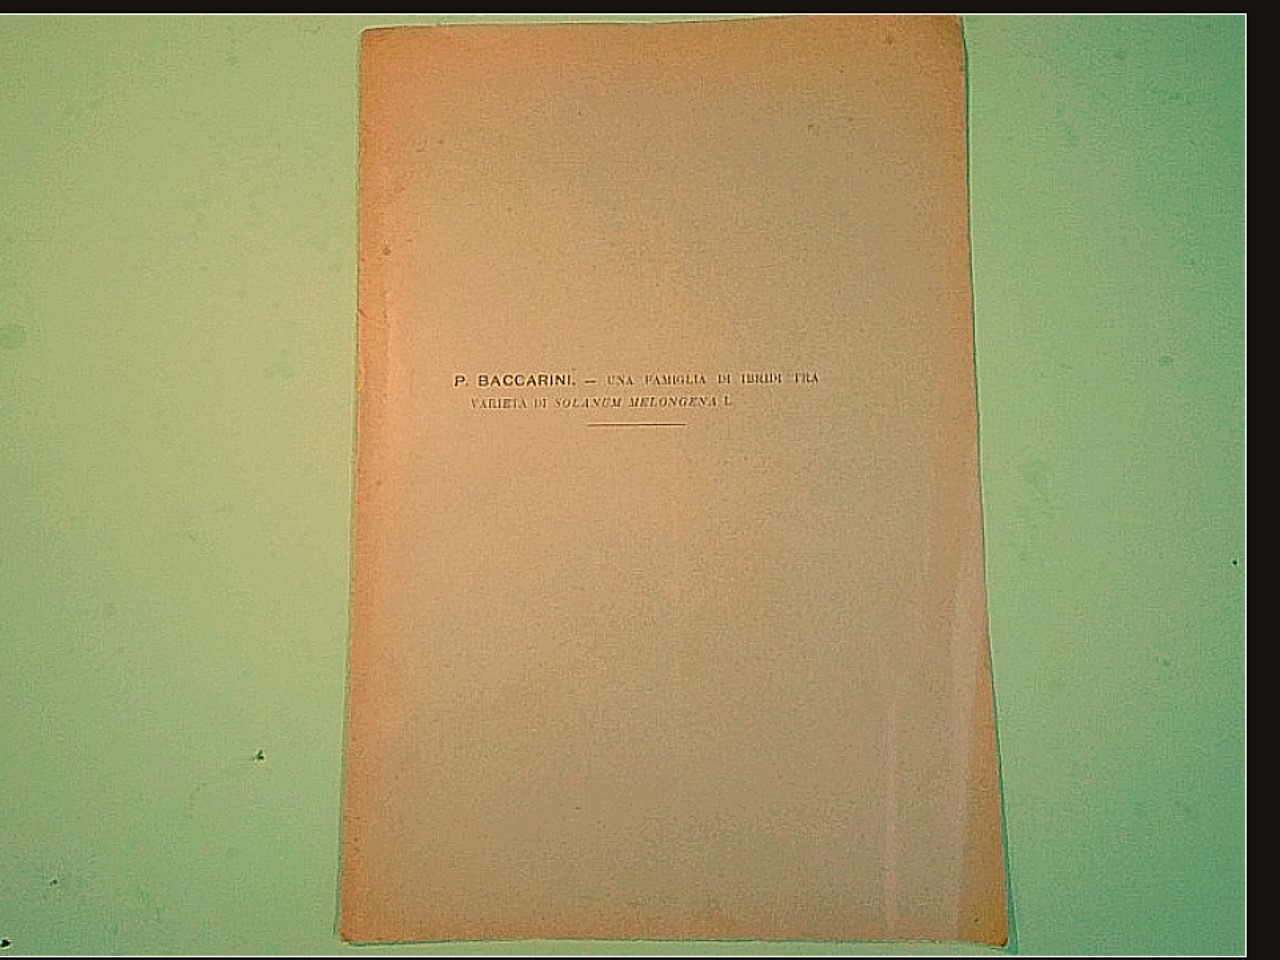 P. BACCARINI. — UNA FAMIGLIA DI IBRIDI TRA
VARIETÀ DI SOLANUM MELONGENA L.